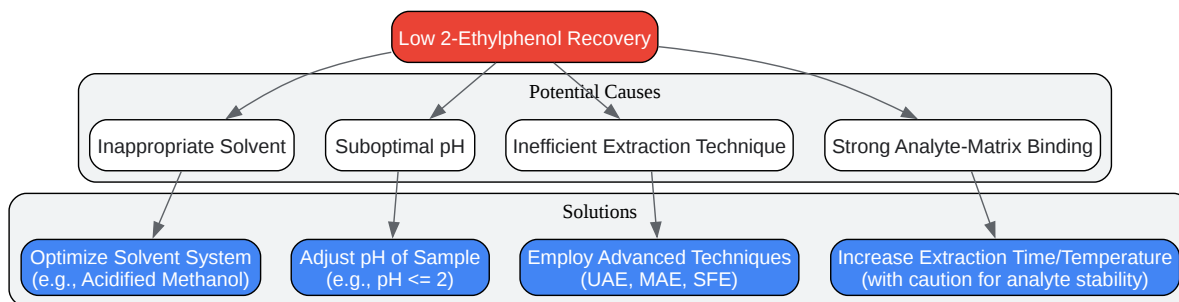 Low 2-Ethylphenol Recovery
Potential Causes
Inappropriate Solvent
Suboptimal pH
Inefficient Extraction Technique
Strong Analyte-Matrix Binding
Solutions
Optimize Solvent System
(e.g., Acidified Methanol)
Adjust pH of Sample
(e.g., pH <= 2)
Employ Advanced Techniques
(UAE, MAE, SFE)
Increase Extraction Time/Temperature
(with caution for analyte stability)